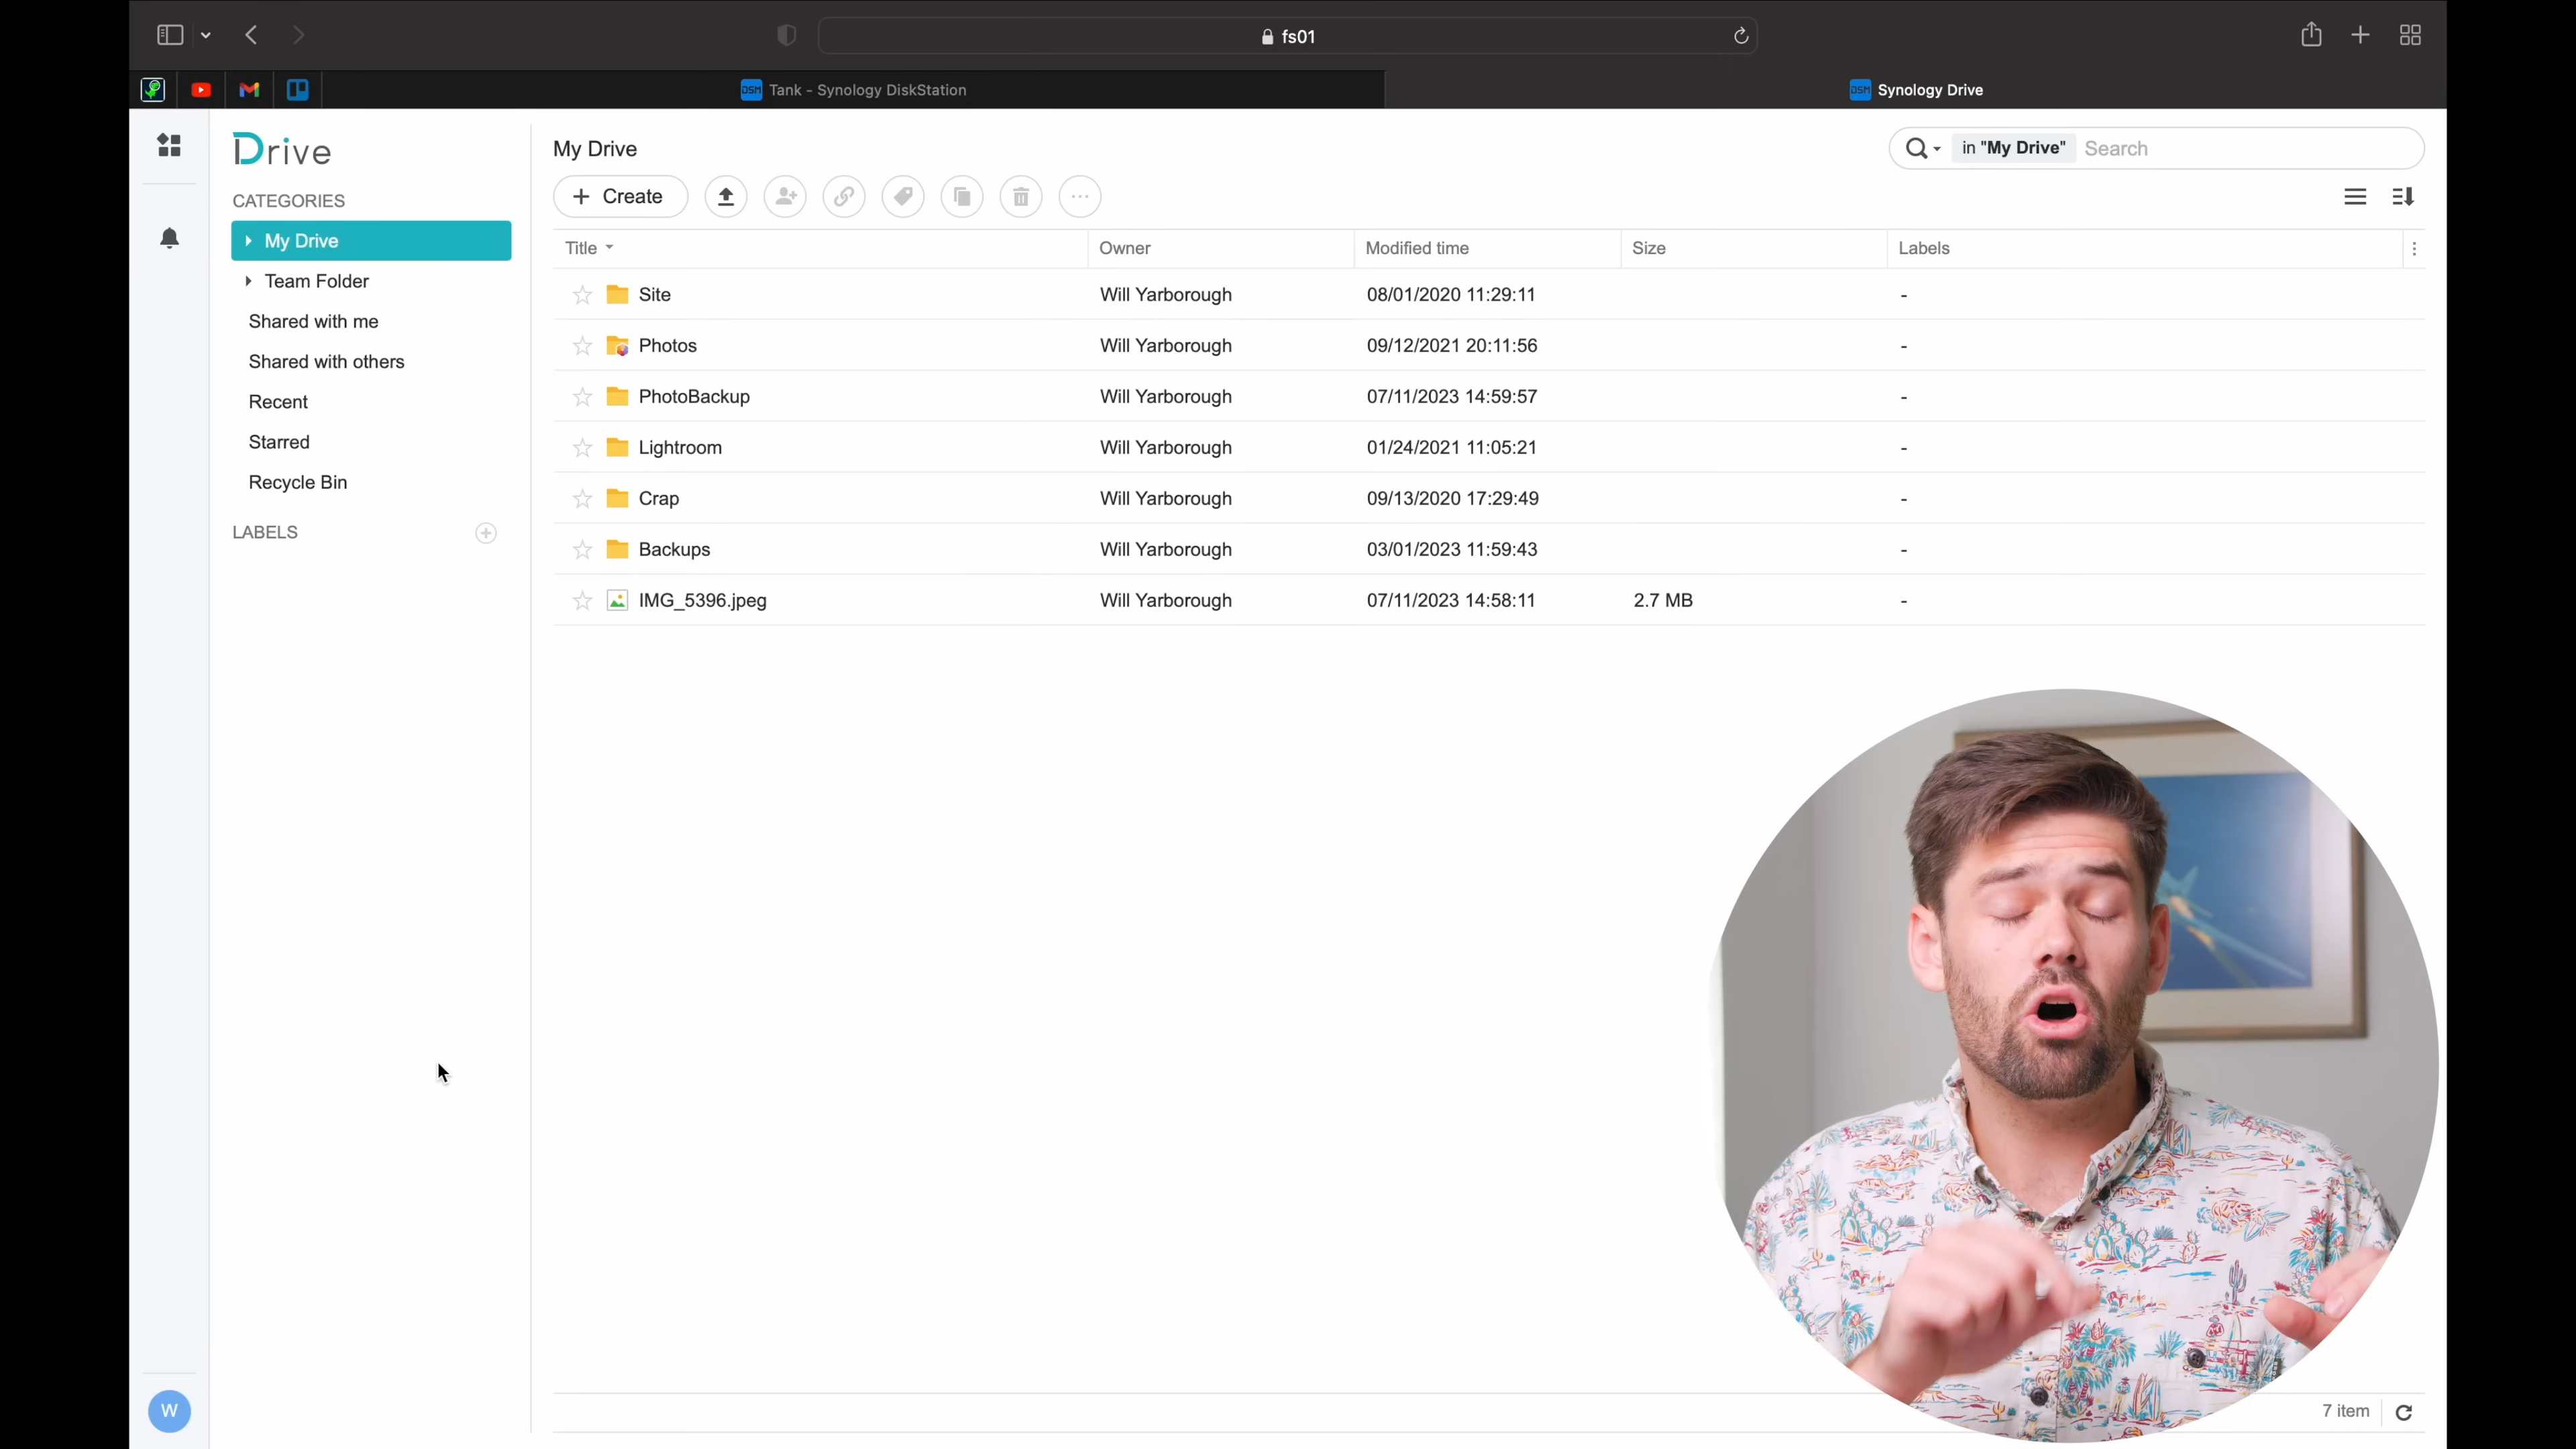 fs01
DSM Tank - Synology DiskStation
DSM Synology Drive
Drive
My Drive
in "My Drive" Search
CATEGORIES
+ Create
My Drive
Team Folder
Shared with me
Shared with others
Recent
Starred
Recycle Bin
LABELS
Title Owner Modified time Size Labels
Site Will Yarborough 08/01/2020 11:29:11 -
Photos Will Yarborough 09/12/2021 20:11:56 -
PhotoBackup Will Yarborough 07/11/2023 14:59:57 -
Lightroom Will Yarborough 01/24/2021 11:05:21 -
Crap Will Yarborough 09/13/2020 17:29:49 -
Backups Will Yarborough 03/01/2023 11:59:43 -
IMG_5396.jpeg Will Yarborough 07/11/2023 14:58:11 2.7 MB -
W
7 item